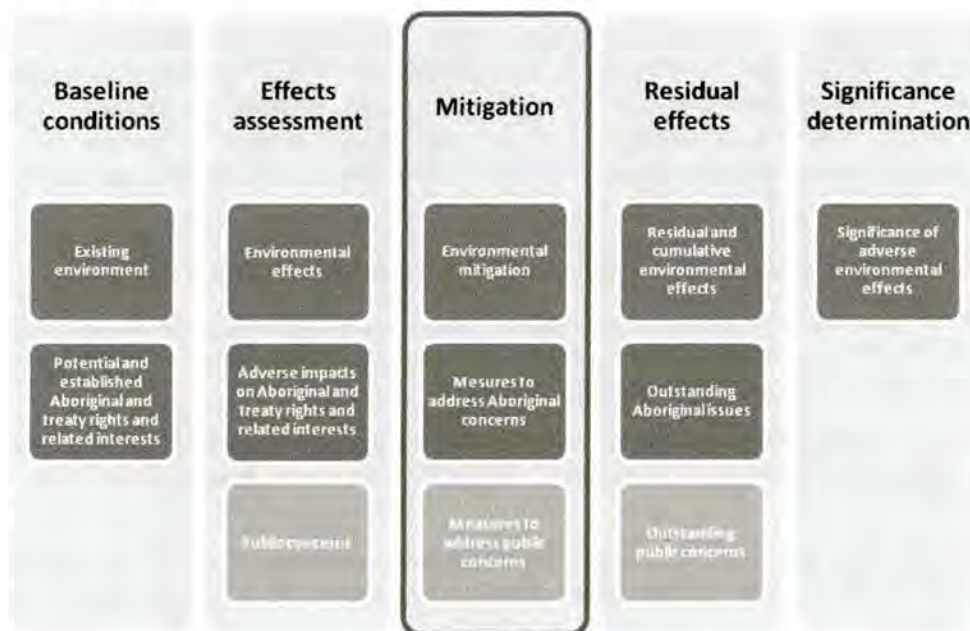 Baseline
conditions
Effects
assessment
Mitigation
Residual
effects
Significance
determination
Existing
environment
Environmental
effects
Environmental
mitigation
Residual and
cumulative
environmental
effects
Significance of
adverse
environmental
effects
Potential and
established
Aboriginal and
treaty rights and
related interests
Adverse impacts
on Aboriginal and
treaty rights and
related interests
Mesures to
address Aboriginal
concerns
Outstanding
Aboriginal issues
Public concerns
Measures to
address public
concerns
Outstanding
public concerns